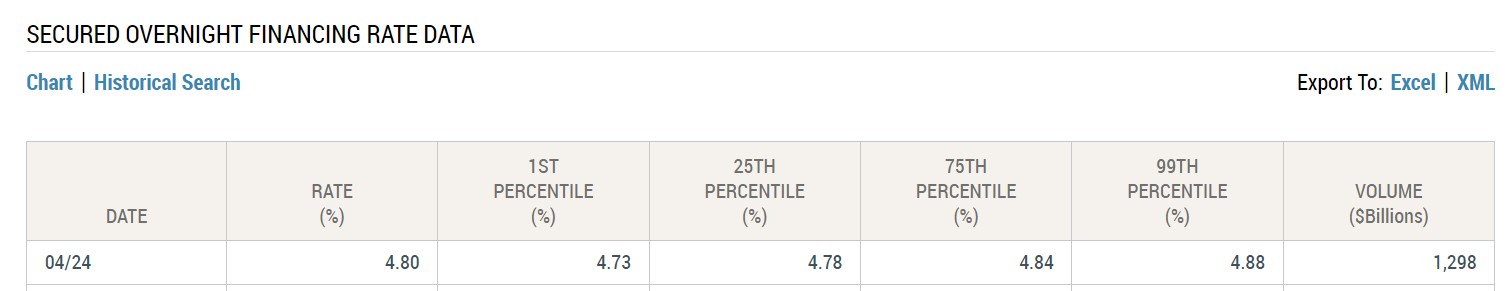 SECURED OVERNIGHT FINANCING RATE DATA
Chart | Historical Search
Export To: Excel | XML
DATE
RATE
(%)
1ST
PERCENTILE
(%)
25TH
PERCENTILE
(%)
75TH
PERCENTILE
(%)
99TH
PERCENTILE
(%)
VOLUME
($Billions)
04/24 4.80 4.73 4.78 4.84 4.88 1,298